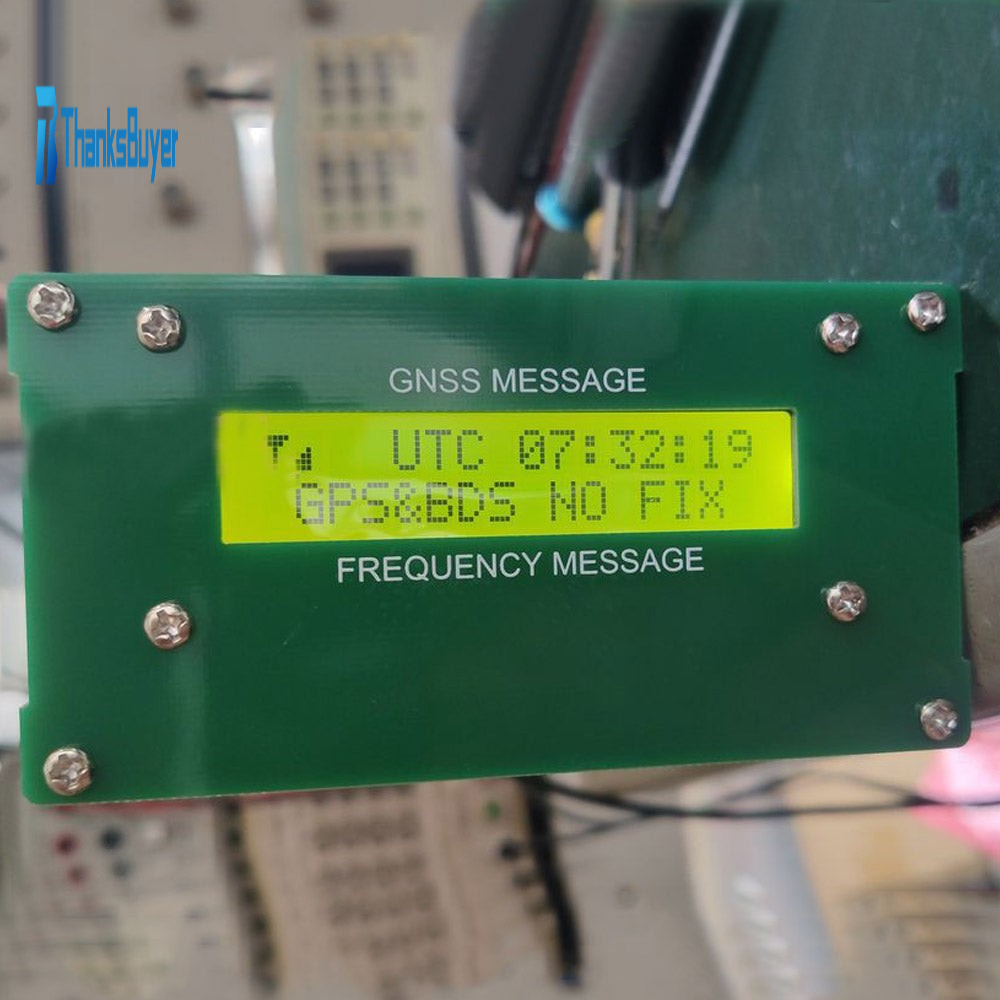 ThanksBuyer
GNSS MESSAGE
UTC 07:32:19
GPS&BDS NO FIX
FREQUENCY MESSAGE